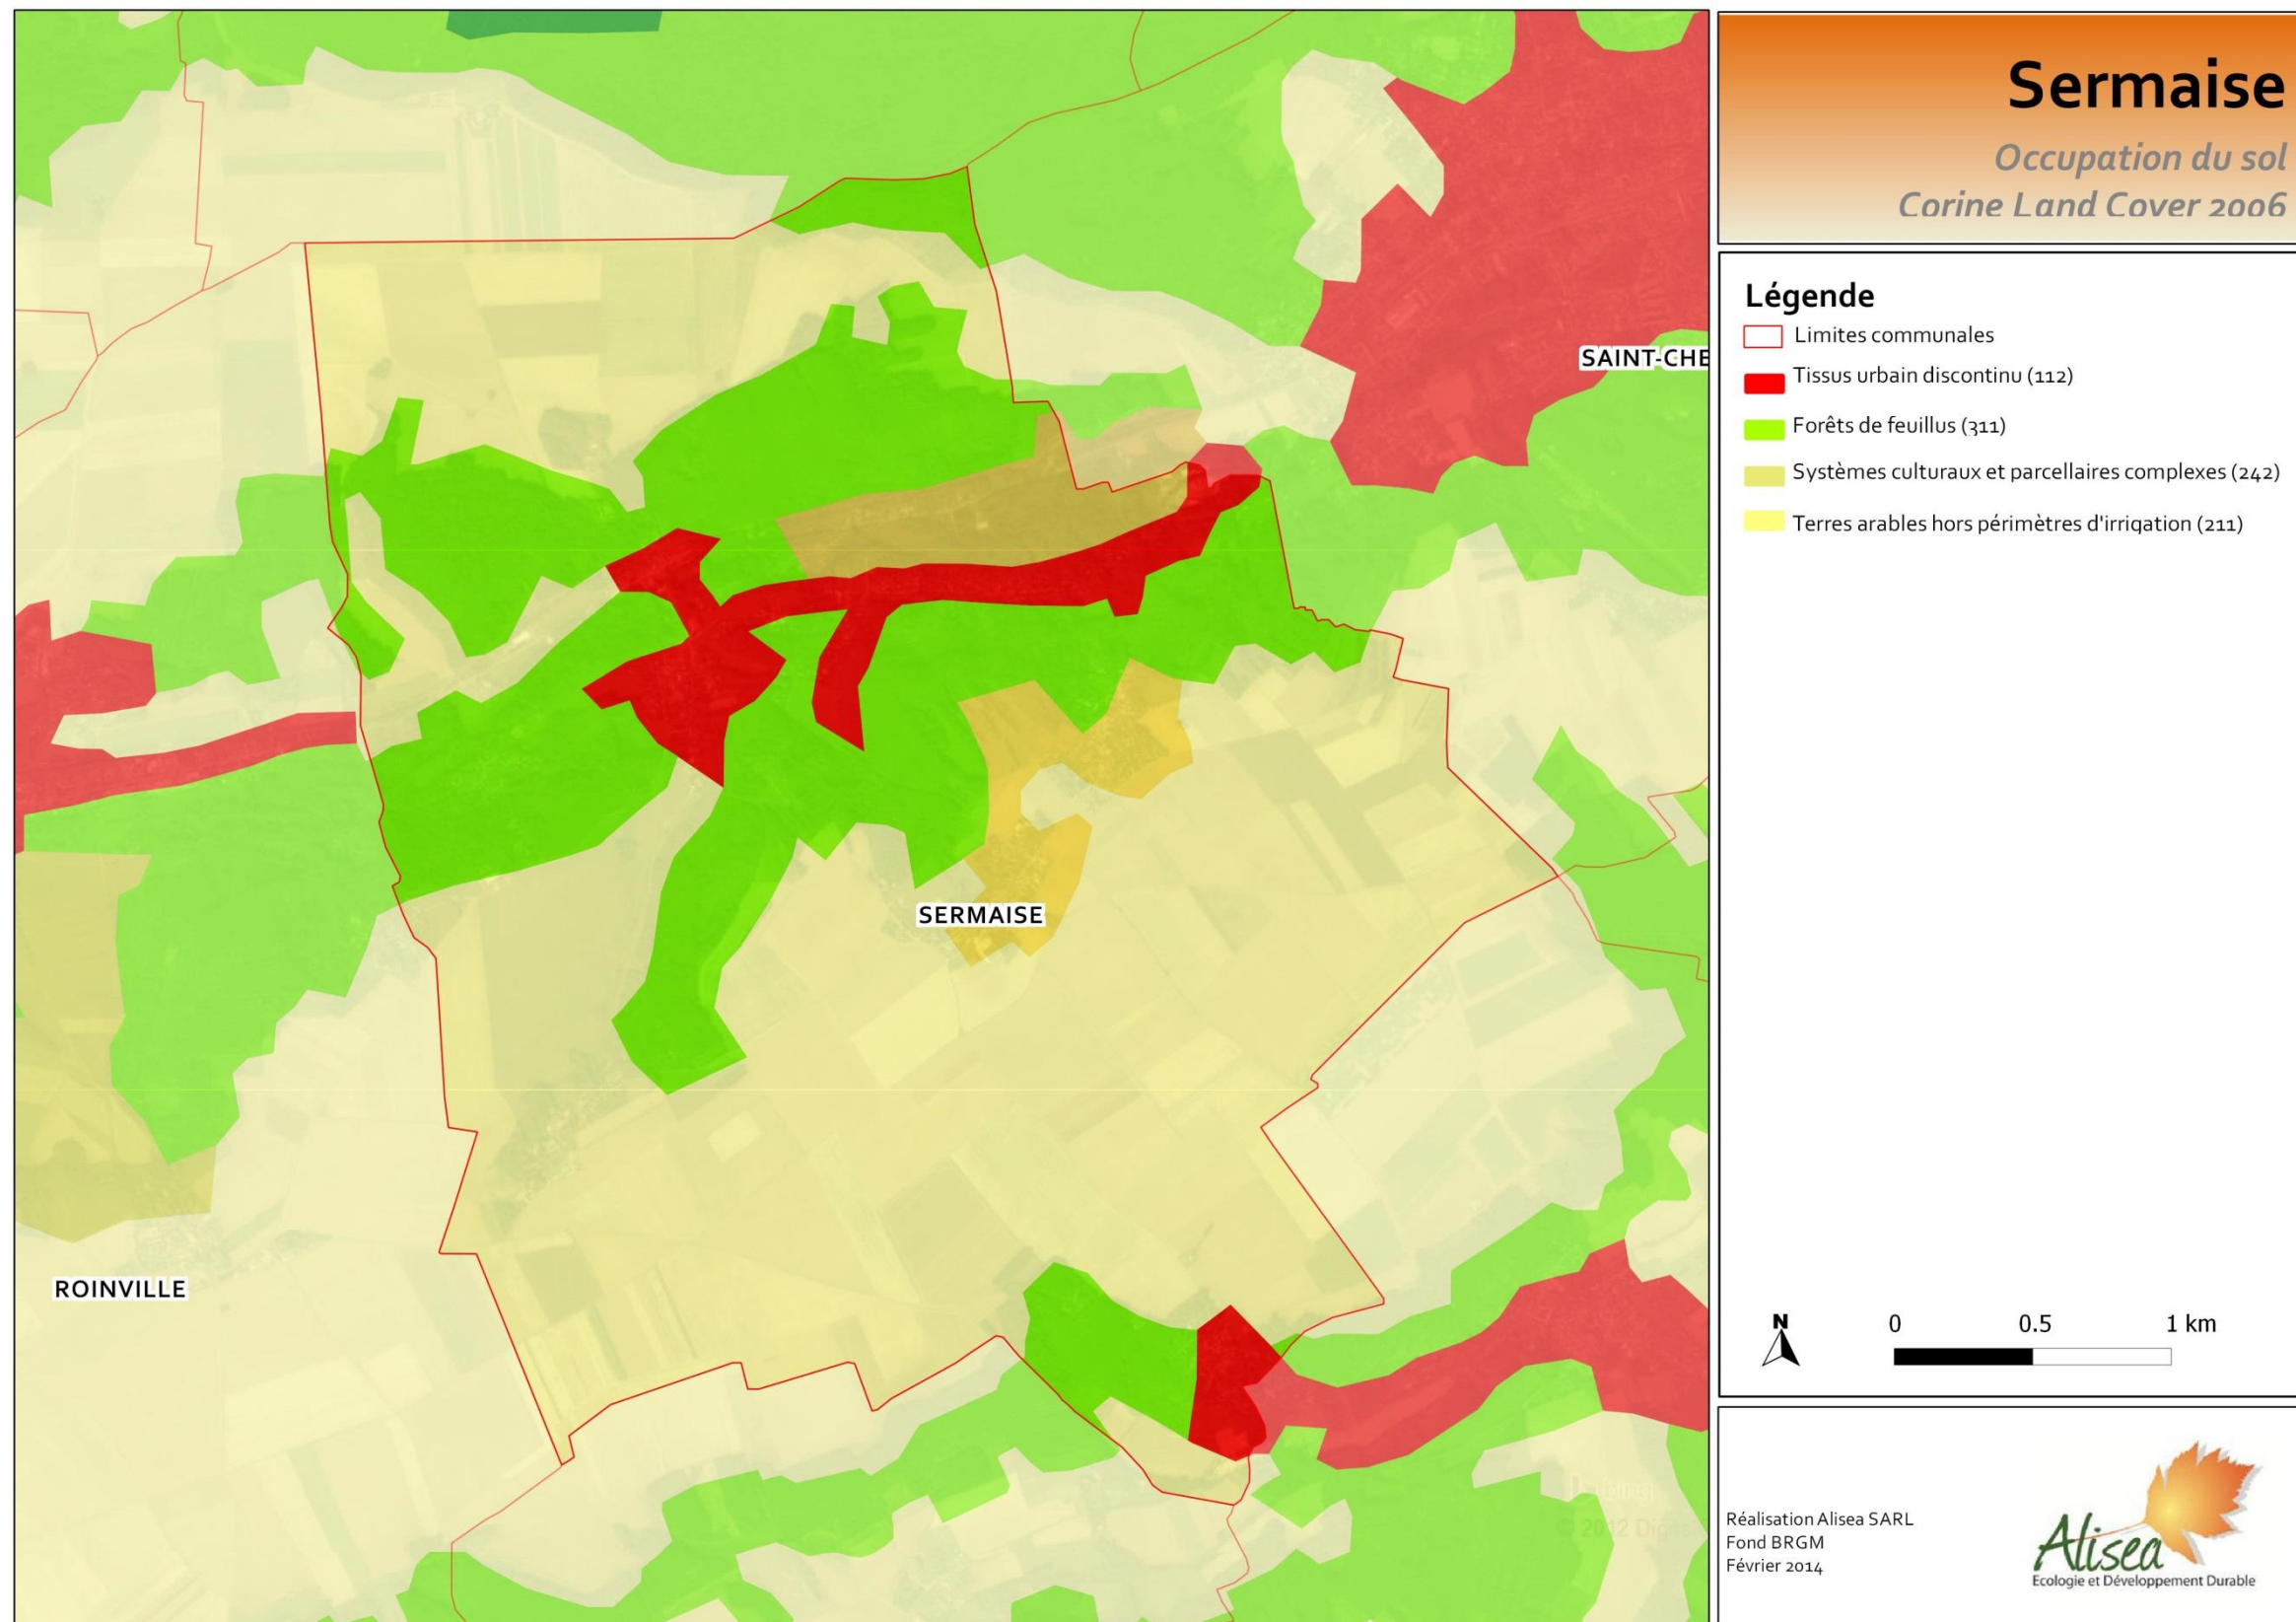 Sermaise
Occupation du sol
Corine Land Cover 2006
Légende
Limites communales
Tissus urbain discontinu (112)
Forêts de feuillus (311)
Systèmes culturaux et parcellaires complexes (242)
Terres arables hors périmètres d'irrigation (211)
SAINT-CHE
SERMAISE
ROINVILLE
N
0 0.5 1 km
© 2012 Digital
Réalisation Alisea SARL
Fond BRGM
Février 2014
Alisea
Ecologie et Développement Durable